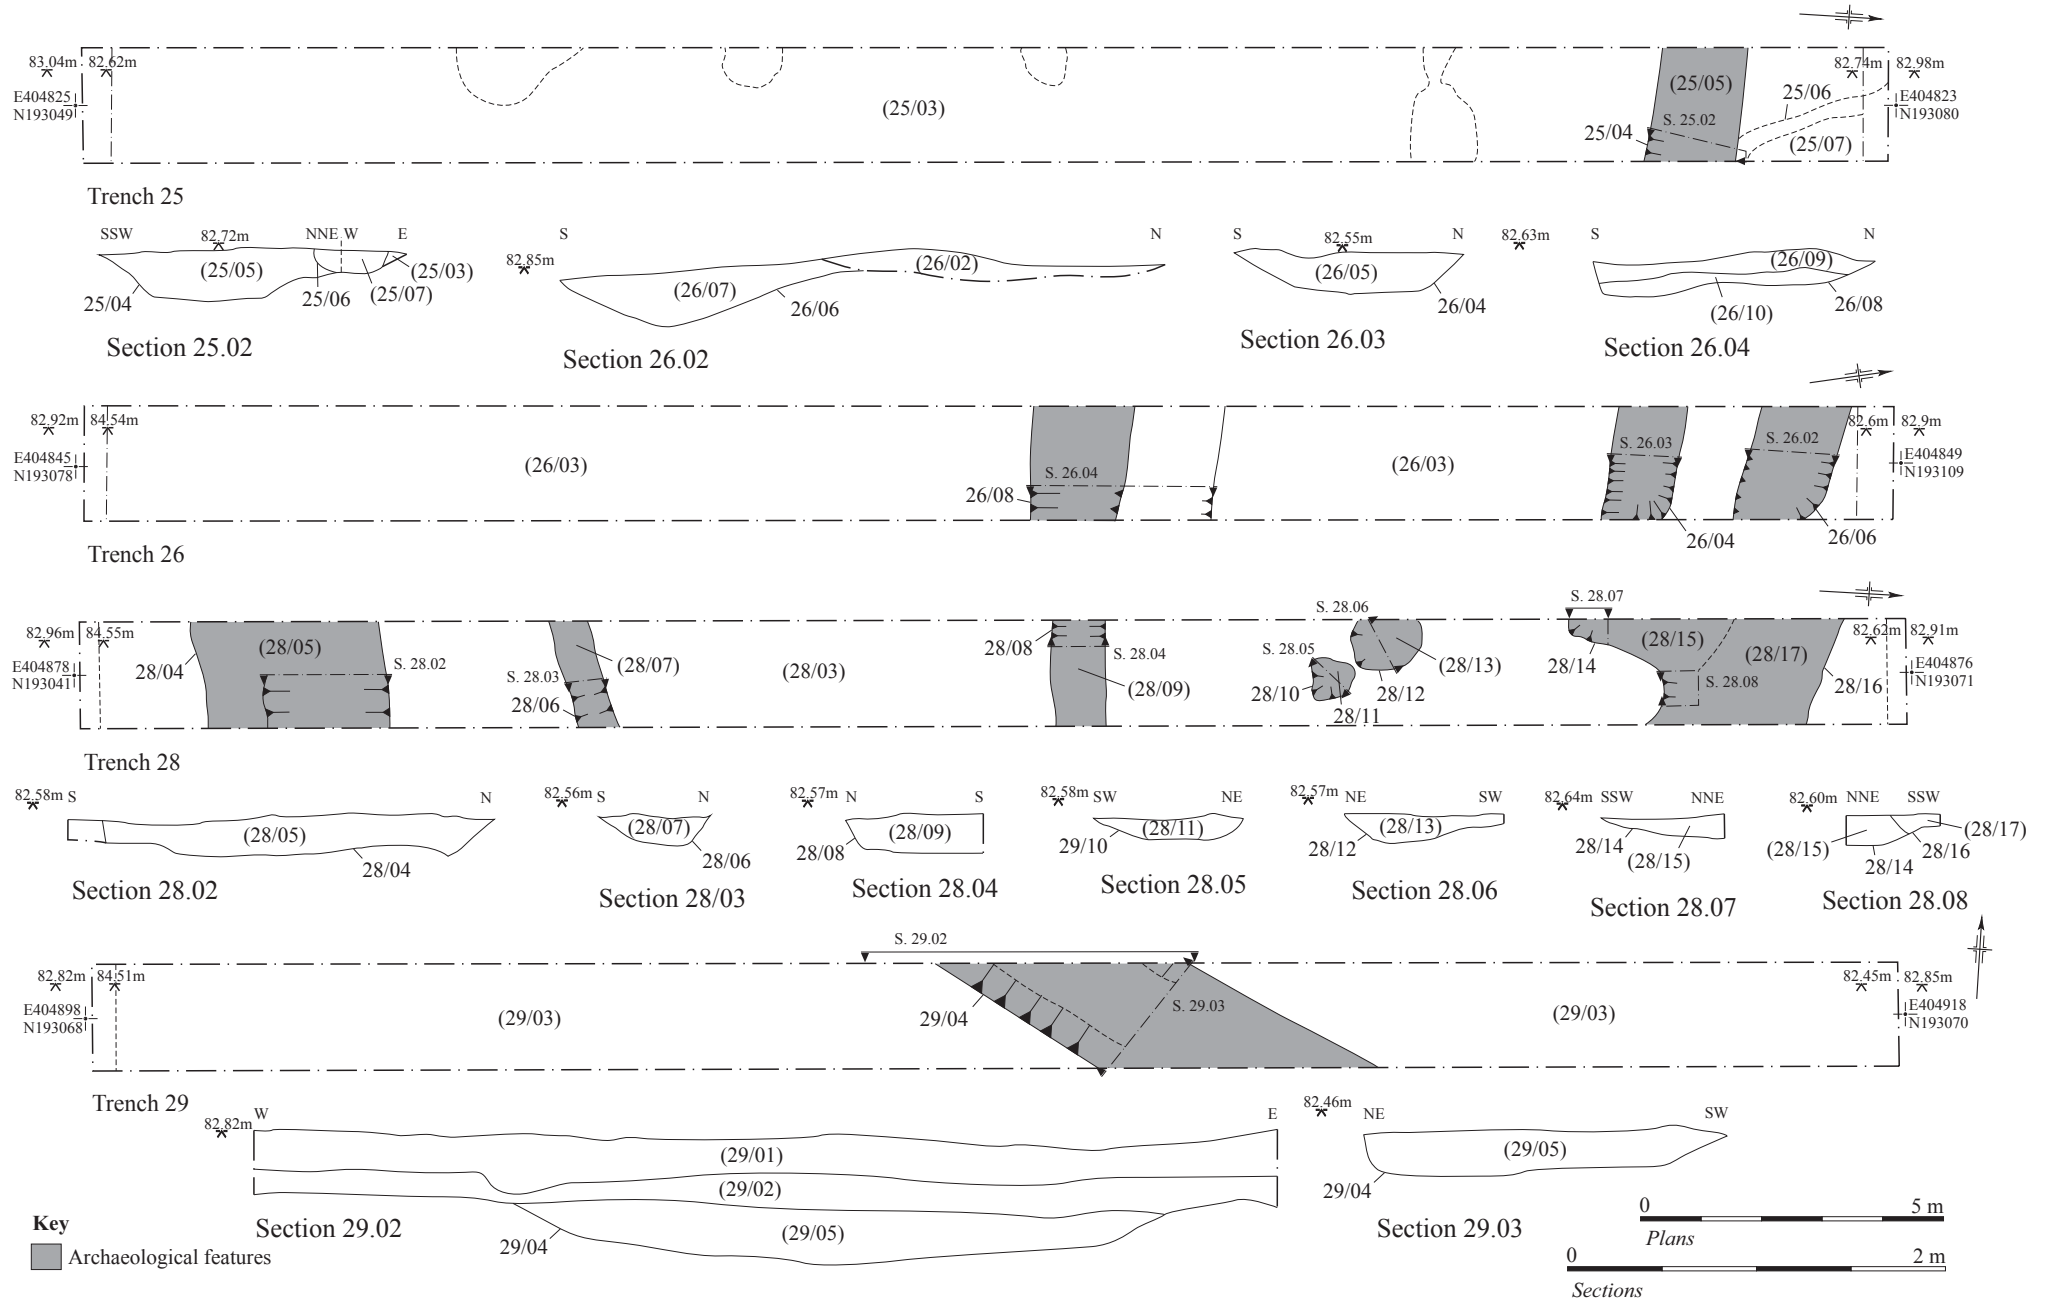 83.04m
82.62m
E404825
N193049
(25/03)
(25/05)
S. 25.02
25/04
25/06
(25/07)
82.74m
82.98m
E404823
N193080
Trench 25
SSW
82.72m
NNE
W
E
(25/05)
25/04
25/06
(25/07)
(25/03)
Section 25.02
S
N
82.85m
(26/02)
(26/07)
26/06
Section 26.02
S
82.55m
N
(26/05)
26/04
Section 26.03
82.63m
S
N
(26/09)
(26/10)
26/08
Section 26.04
82.92m
84.54m
E404845
N193078
(26/03)
S. 26.04
26/08
(26/03)
S. 26.03
S. 26.02
82.6m
82.9m
E404849
N193109
26/04
26/06
Trench 26
82.96m
84.55m
E404878
N193041
28/04
(28/05)
S. 28.02
S. 28.03
28/06
(28/07)
(28/03)
28/08
S. 28.04
(28/09)
S. 28.06
S. 28.05
28/10
28/11
28/12
(28/13)
S. 28.07
28/14
(28/15)
(28/17)
S. 28.08
28/16
82.62m
82.91m
E404876
N193071
Trench 28
82.58m
S
N
(28/05)
28/04
Section 28.02
82.56m
S
N
(28/07)
28/06
Section 28/03
82.57m
N
S
(28/09)
28/08
Section 28.04
82.58m
SW
NE
(28/11)
29/10
Section 28.05
82.57m
NE
SW
(28/13)
28/12
Section 28.06
82.64m
SSW
NNE
28/14
(28/15)
Section 28.07
82.60m
NNE
SSW
(28/17)
(28/15)
28/16
28/14
Section 28.08
S. 29.02
82.82m
84.51m
E404898
N193068
(29/03)
29/04
S. 29.03
(29/03)
82.45m
82.85m
E404918
N193070
Trench 29
82.82m
W
E
(29/01)
(29/02)
(29/05)
29/04
Section 29.02
82.46m
NE
SW
(29/05)
29/04
Section 29.03
Key
Archaeological features
0
5 m
Plans
0
2 m
Sections